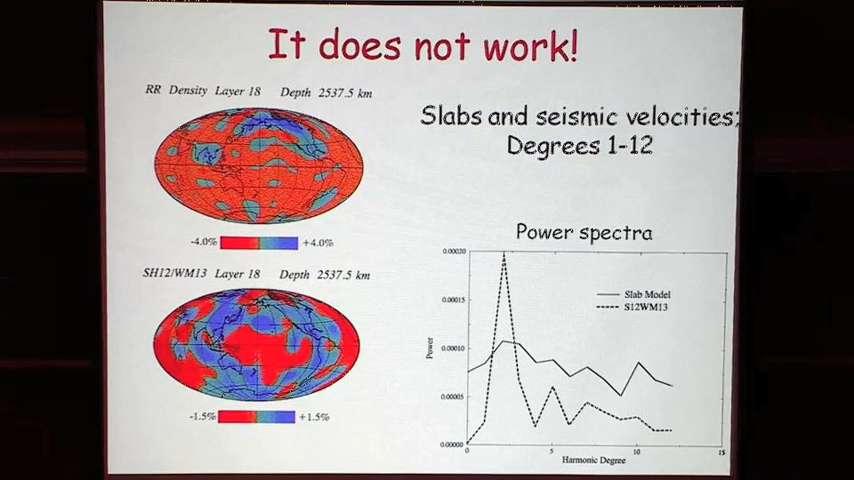 It does not work!
RR Density Layer 18 Depth 2537.5 km
-4.0% +4.0%
SH12/WM13 Layer 18 Depth 2537.5 km
-1.5% +1.5%
Slabs and seismic velocities;
Degrees 1-12
Power spectra
0.00020
0.00015
0.00010
0.00005
0.00000
Power
Slab Model
S12WM13
0 5 10 15
Harmonic Degree